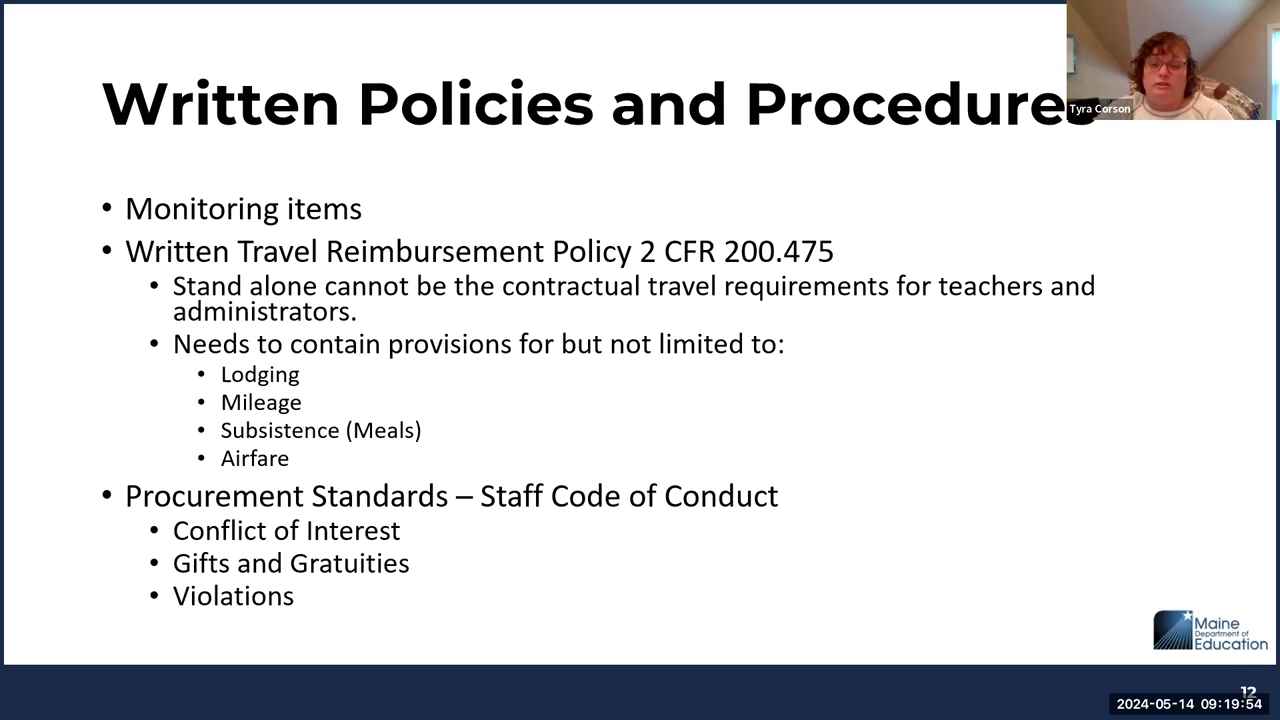 Written Policies and Procedures
Tyra Corson
• Monitoring items
• Written Travel Reimbursement Policy 2 CFR 200.475
• Stand alone cannot be the contractual travel requirements for teachers and
administrators.
• Needs to contain provisions for but not limited to:
• Lodging
• Mileage
• Subsistence (Meals)
• Airfare
• Procurement Standards – Staff Code of Conduct
• Conflict of Interest
• Gifts and Gratuities
• Violations
Maine
Department of
Education
12
2024-05-14 09:19:54